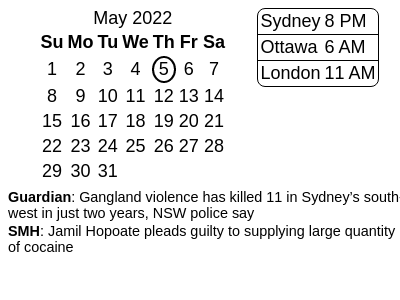 May 2022
Su Mo Tu We Th Fr Sa
1 2 3 4 5 6 7
8 9 10 11 12 13 14
15 16 17 18 19 20 21
22 23 24 25 26 27 28
29 30 31
Sydney 8 PM
Ottawa 6 AM
London 11 AM
Guardian: Gangland violence has killed 11 in Sydney's south-
west in just two years, NSW police say
SMH: Jamil Hopoate pleads guilty to supplying large quantity
of cocaine